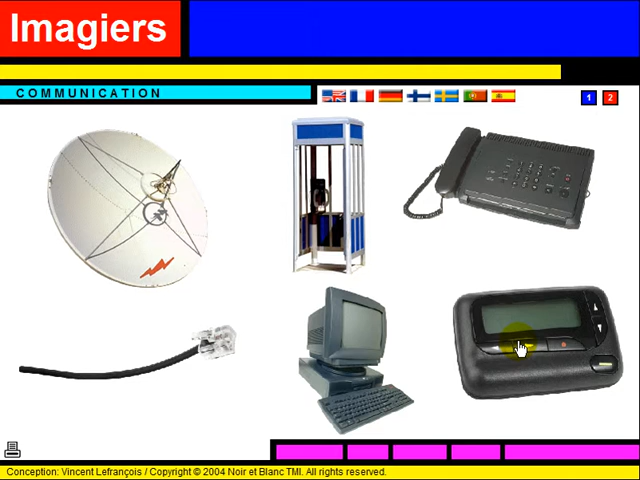 Imagiers
COMMUNICATION
1 2
Conception: Vincent Lefrançois / Copyright © 2004 Noir et Blanc TMI. All rights reserved.